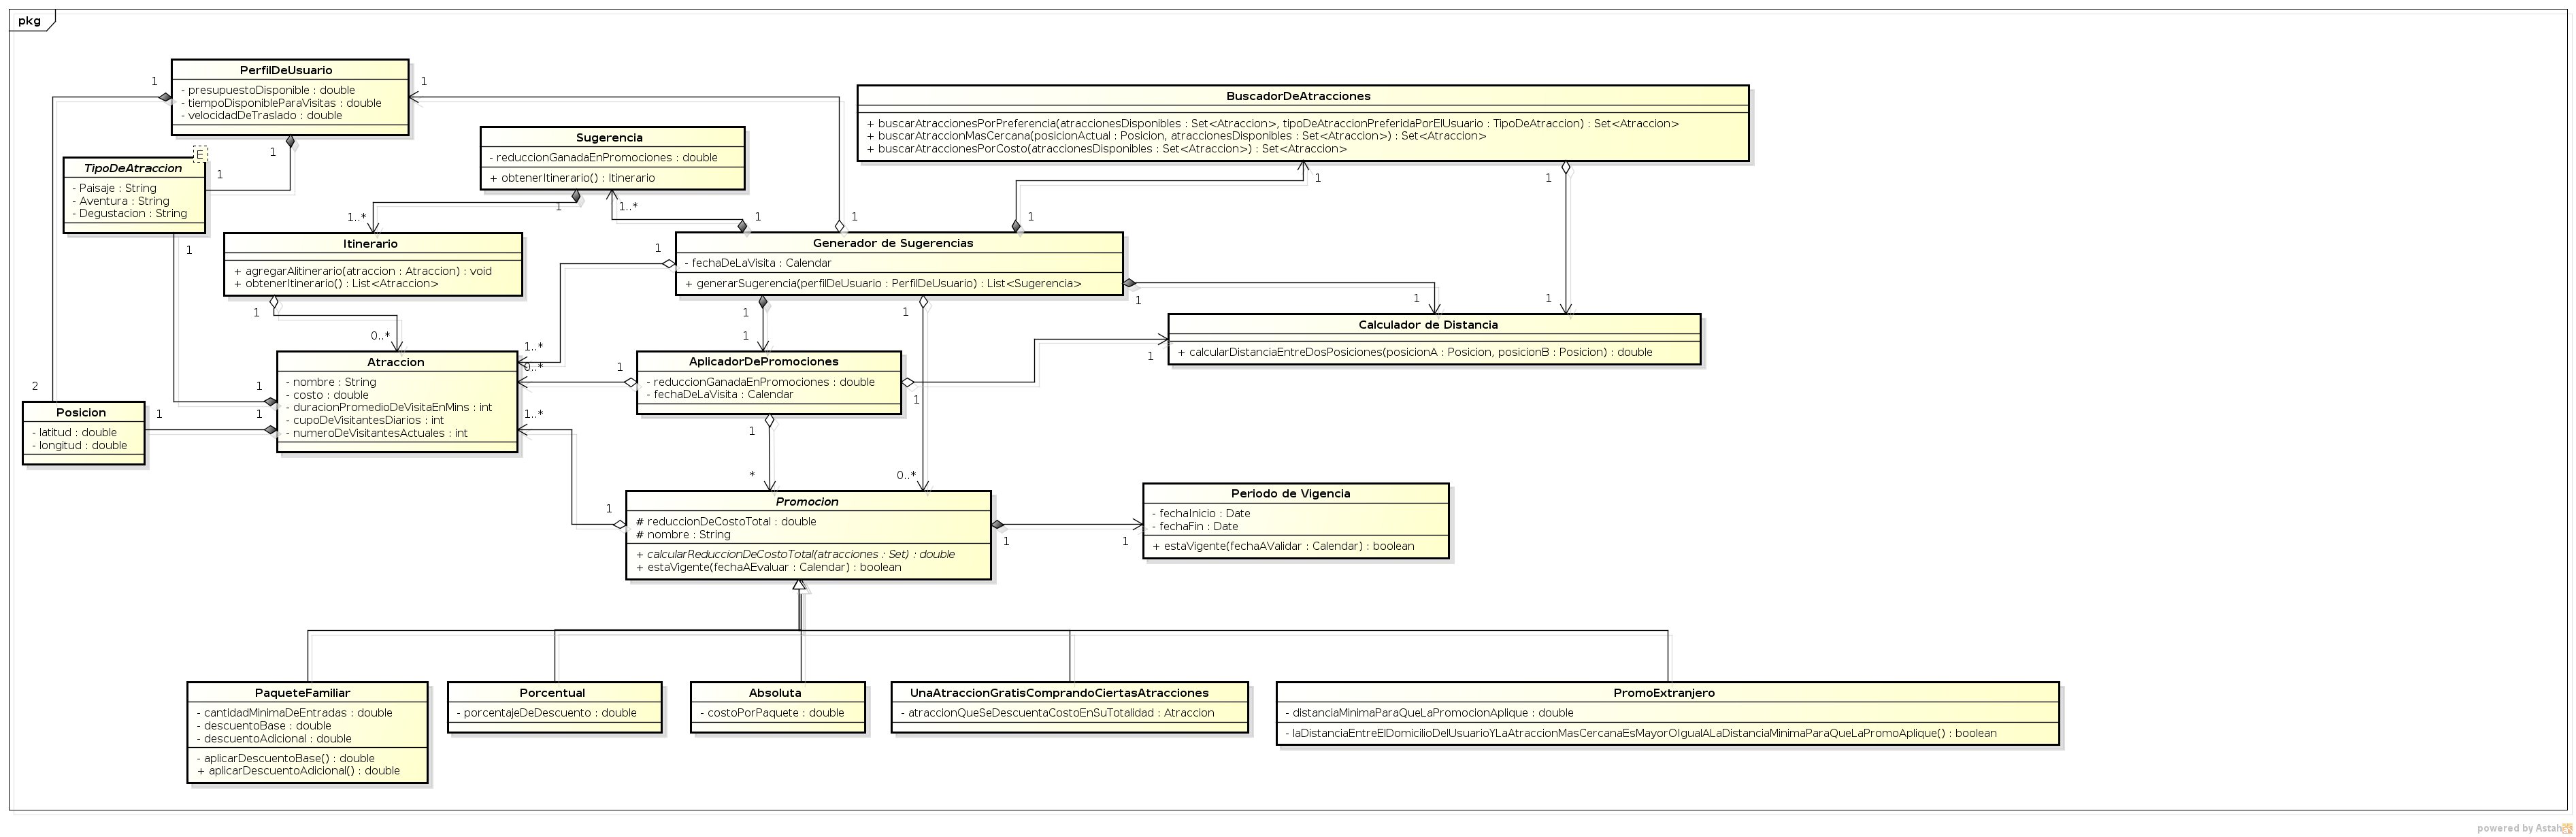 pkg
PerfilDeUsuario
- presupuestoDisponible : double
- tiempoDisponibleParaVisitas : double
- velocidadDeTraslado : double
1
1
1
BuscadorDeAtracciones
+ buscarAtraccionesPorPreferencia(atraccionesDisponibles : Set<Atraccion>, tipoDeAtraccionPreferidaPorElUsuario : TipoDeAtraccion) : Set<Atraccion>
+ buscarAtraccionMasCercana(posicionActual : Posicion, atraccionesDisponibles : Set<Atraccion>) : Set<Atraccion>
+ buscarAtraccionesPorCosto(atraccionesDisponibles : Set<Atraccion>) : Set<Atraccion>
1
1
Sugerencia
- reduccionGanadaEnPromociones : double
+ obtenerItinerario() : Itinerario
1
1..*
1..*
E
TipoDeAtraccion
- Paisaje : String
- Aventura : String
- Degustacion : String
1
1
Itinerario
+ agregarAlitinerario(atraccion : Atraccion) : void
+ obtenerItinerario() : List<Atraccion>
1
0..*
1
1
1
Generador de Sugerencias
- fechaDeLaVisita : Calendar
+ generarSugerencia(perfilDeUsuario : PerfilDeUsuario) : List<Sugerencia>
1
1
1
1
1
1
Calculador de Distancia
+ calcularDistanciaEntreDosPosiciones(posicionA : Posicion, posicionB : Posicion) : double
1
Atraccion
- nombre : String
- costo : double
- duracionPromedioDeVisitaEnMins : int
- cupoDeVisitantesDiarios : int
- numeroDeVisitantesActuales : int
1
1
1..*
0..*
1..*
1
AplicadorDePromociones
- reduccionGanadaEnPromociones : double
- fechaDeLaVisita : Calendar
1
1
1
2
Posicion
- latitud : double
- longitud : double
1
*
0..*
1
Promocion
# reduccionDeCostoTotal : double
# nombre : String
+ calcularReduccionDeCostoTotal(atracciones : Set) : double
+ estaVigente(fechaAEvaluar : Calendar) : boolean
1
1
Periodo de Vigencia
- fechaInicio : Date
- fechaFin : Date
+ estaVigente(fechaAValidar : Calendar) : boolean
PaqueteFamiliar
- cantidadMinimaDeEntradas : double
- descuentoBase : double
- descuentoAdicional : double
- aplicarDescuentoBase() : double
+ aplicarDescuentoAdicional() : double
Porcentual
- porcentajeDeDescuento : double
Absoluta
- costoPorPaquete : double
UnaAtraccionGratisComprandoCiertasAtracciones
- atraccionQueSeDescuentaCostoEnSuTotalidad : Atraccion
PromoExtranjero
- distanciaMinimaParaQueLaPromocionAplique : double
- laDistanciaEntreElDomicilioDelUsuarioYLaAtraccionMasCercanaEsMayorOIgualALaDistanciaMinimaParaQueLaPromoAplique() : boolean
powered by Astah